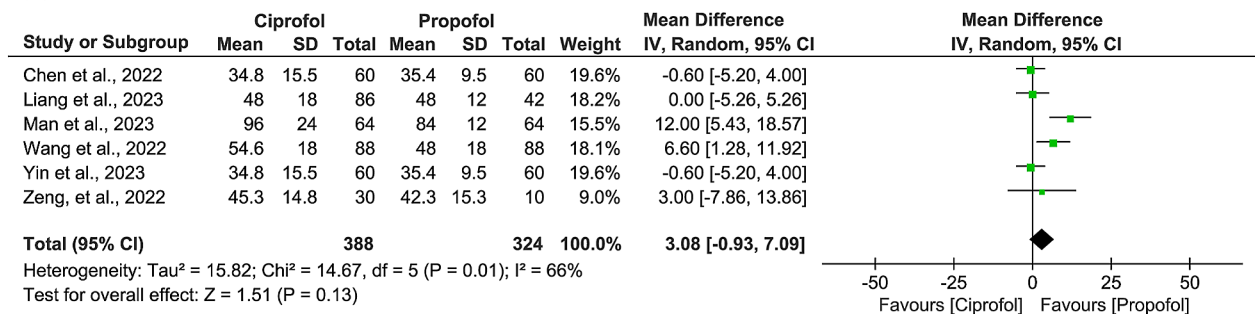 Ciprofol Propofol Mean Difference Mean Difference
Study or Subgroup Mean SD Total Mean SD Total Weight IV, Random, 95% CI IV, Random, 95% CI
Chen et al., 2022 34.8 15.5 60 35.4 9.5 60 19.6% -0.60 [-5.20, 4.00]
Liang et al., 2023 48 18 86 48 12 42 18.2% 0.00 [-5.26, 5.26]
Man et al., 2023 96 24 64 84 12 64 15.5% 12.00 [5.43, 18.57]
Wang et al., 2022 54.6 18 88 48 18 88 18.1% 6.60 [1.28, 11.92]
Yin et al., 2023 34.8 15.5 60 35.4 9.5 60 19.6% -0.60 [-5.20, 4.00]
Zeng, et al., 2022 45.3 14.8 30 42.3 15.3 10 9.0% 3.00 [-7.86, 13.86]
Total (95% CI) 388 324 100.0% 3.08 [-0.93, 7.09]
Heterogeneity: Tau² = 15.82; Chi² = 14.67, df = 5 (P = 0.01); I² = 66%
Test for overall effect: Z = 1.51 (P = 0.13)
-50 -25 0 25 50
Favours [Ciprofol] Favours [Propofol]